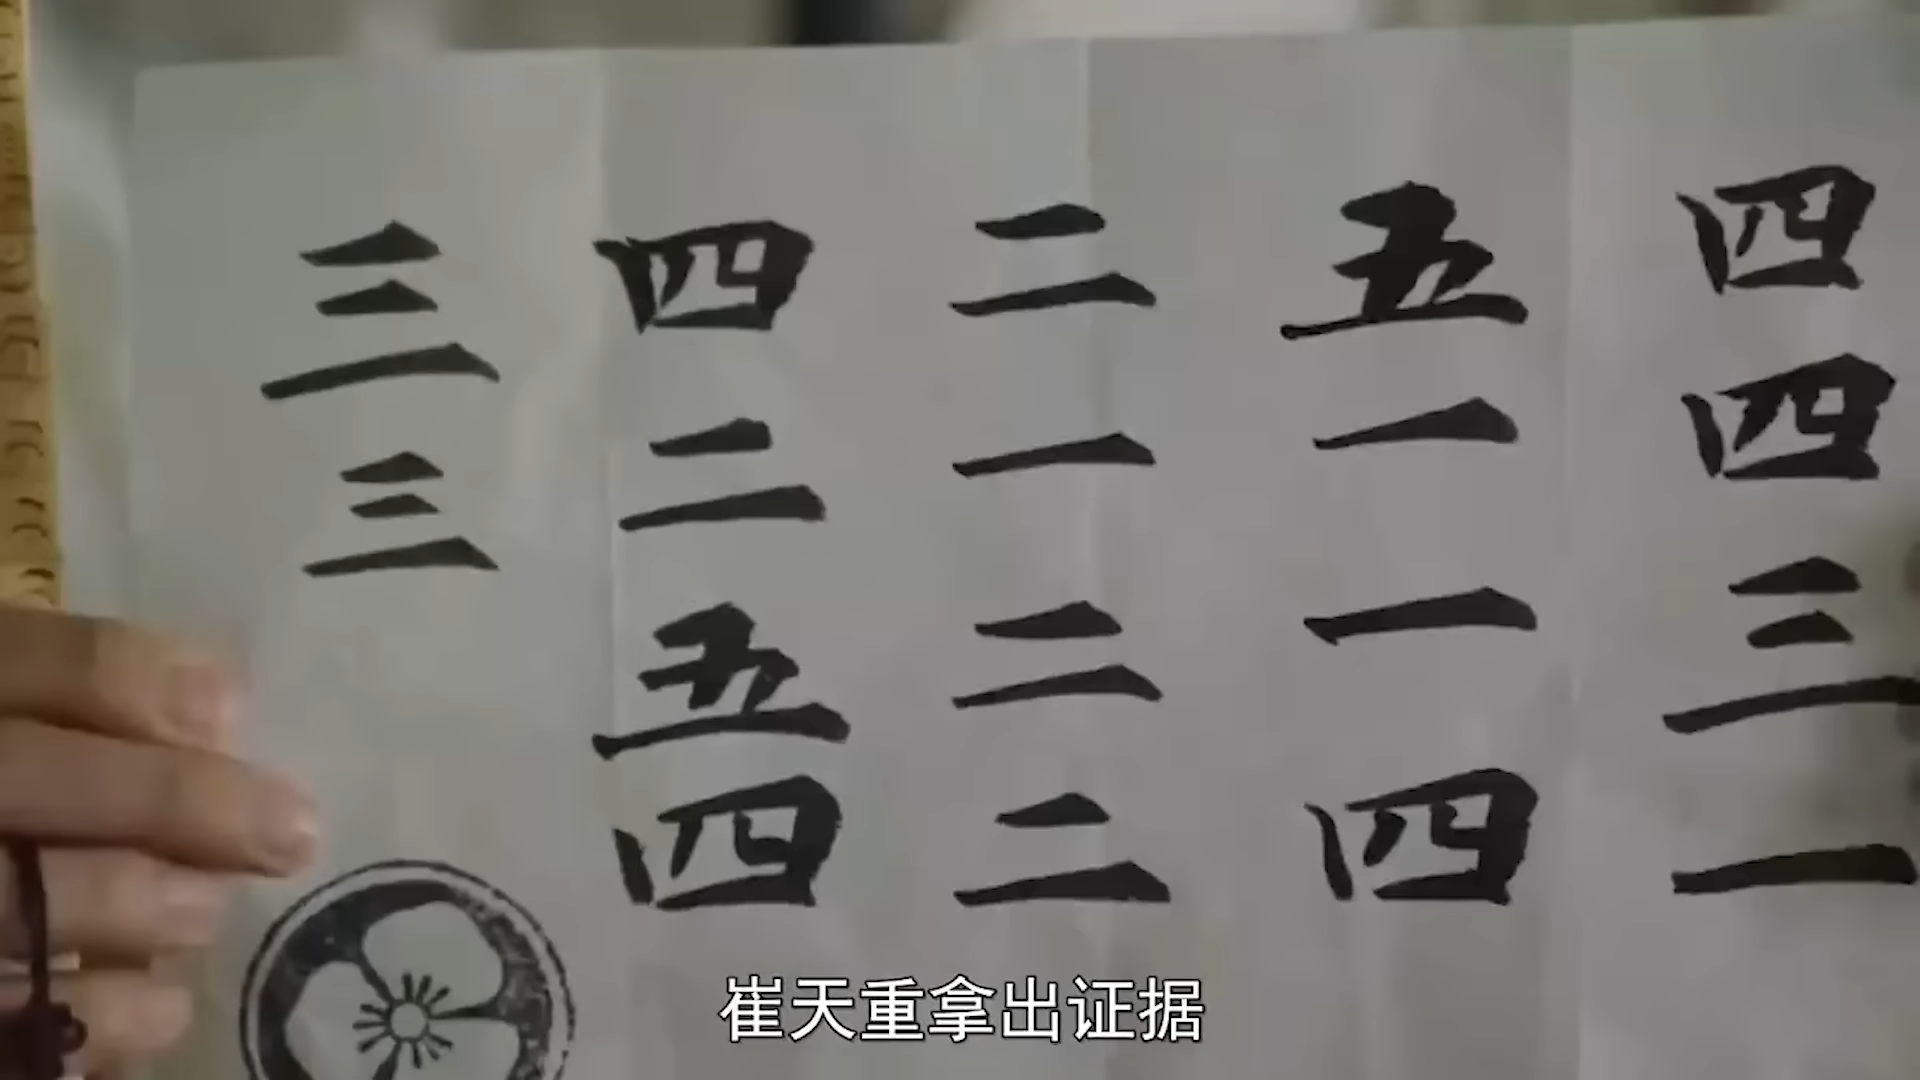 四四三一
五一一四
二一二二
四二五四
三三
崔天重拿出证据